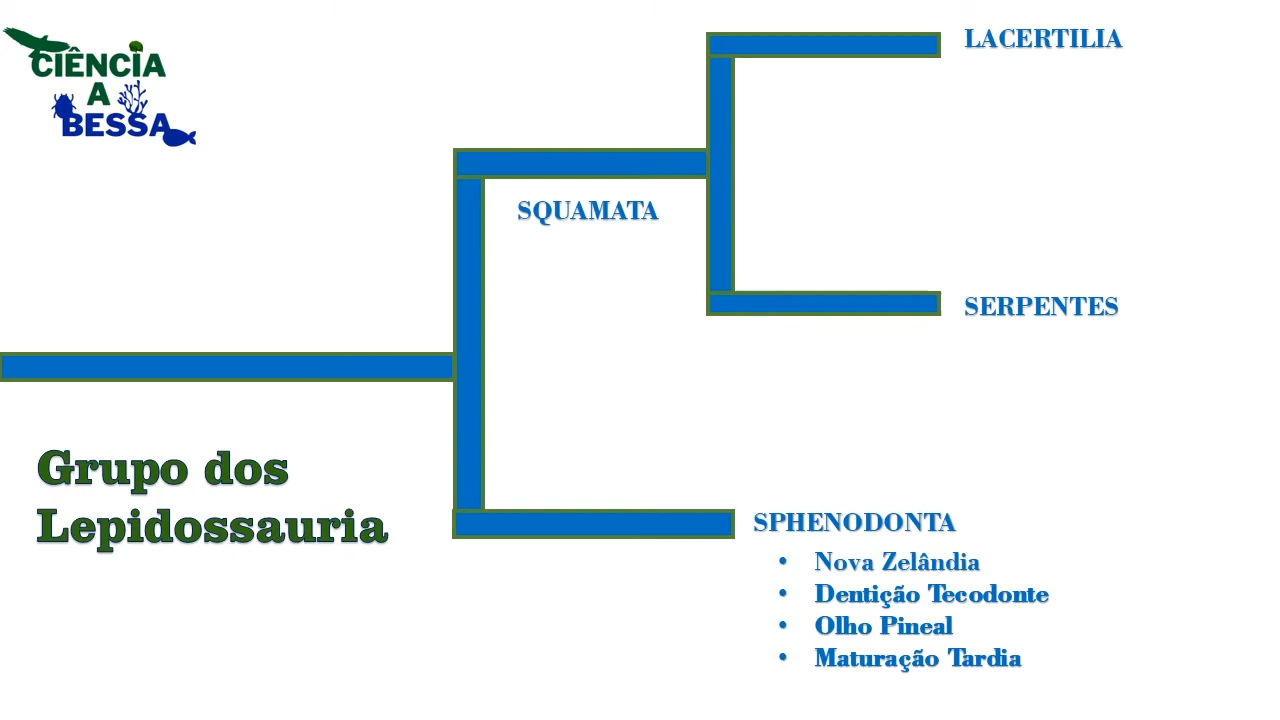 CIÊNCIA
A
BESSA
LACERTILIA
SQUAMATA
SERPENTES
Grupo dos
Lepidossauria
SPHENODONTA
• Nova Zelândia
• Dentição Tecodonte
• Olho Pineal
• Maturação Tardia